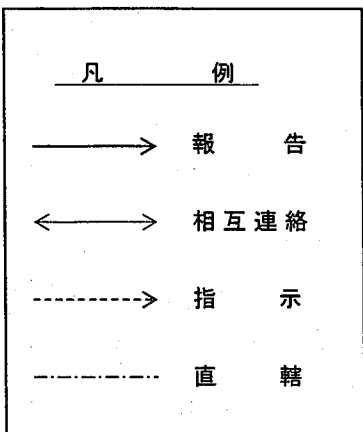 凡 例
報 告
相互連絡
指 示
直 轄